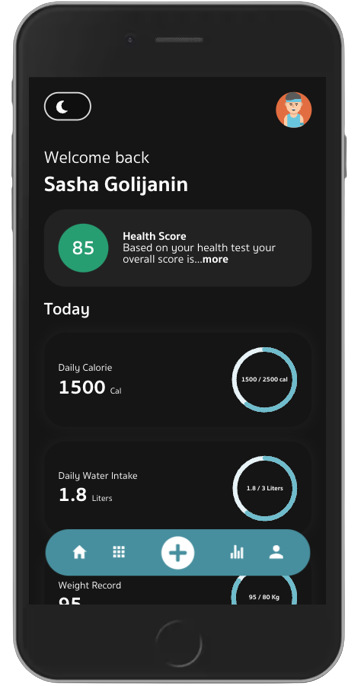 Welcome back
Sasha Golijanin
85
Health Score
Based on your health test your
overall score is...more
Today
Daily Calorie
1500 Cal
1500 / 2500 cal
Daily Water Intake
1.8 Liters
1.8 / 3 Liters
Weight Record
95
95 / 80 Kg